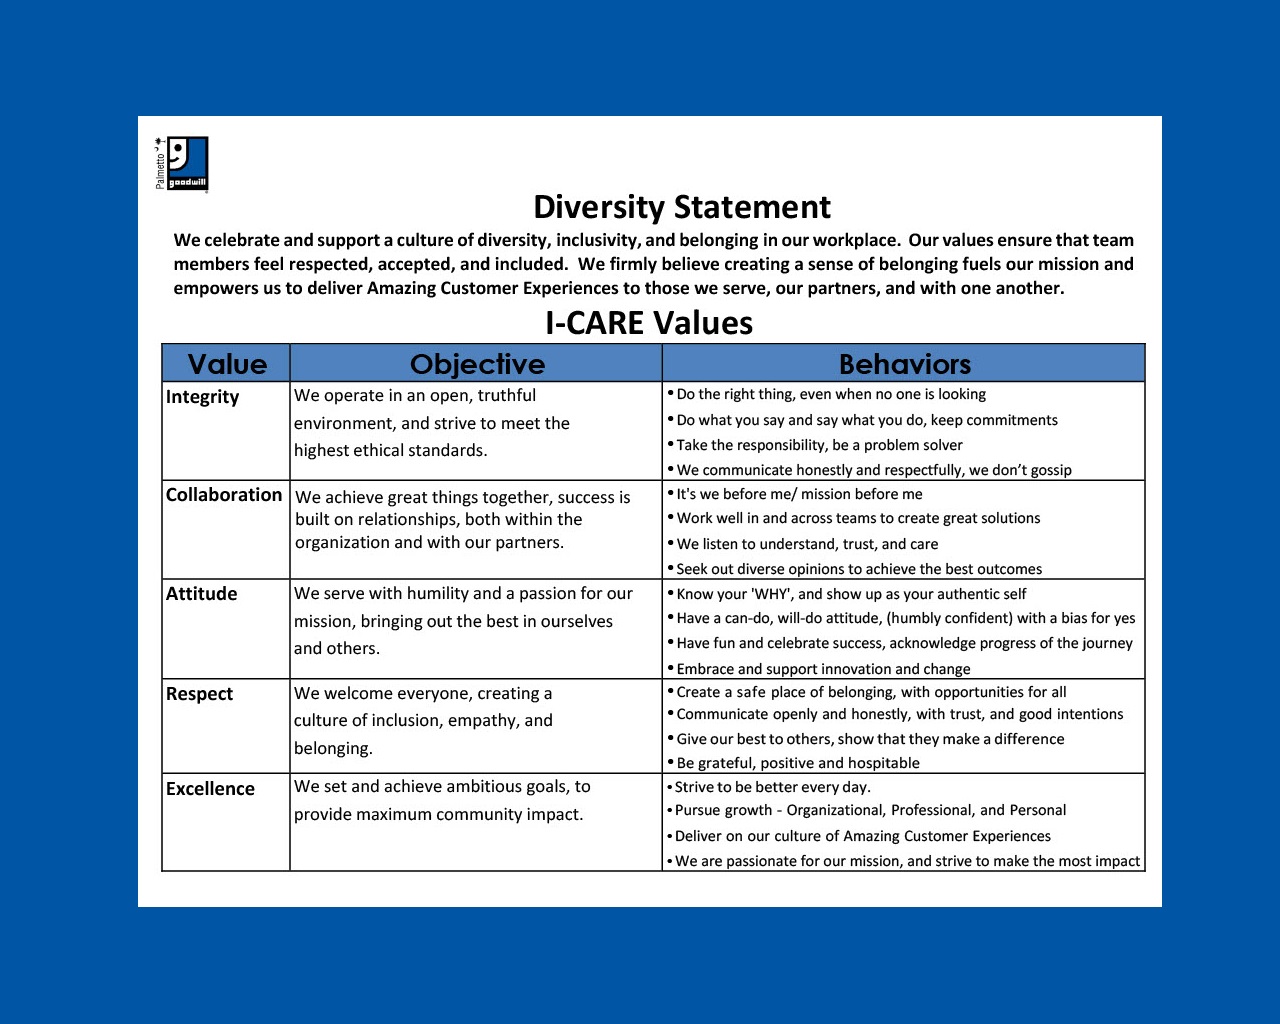 Palmetto
goodwill
Diversity Statement
We celebrate and support a culture of diversity, inclusivity, and belonging in our workplace.  Our values ensure that team
members feel respected, accepted, and included.  We firmly believe creating a sense of belonging fuels our mission and
empowers us to deliver Amazing Customer Experiences to those we serve, our partners, and with one another.
I-CARE Values
Value Objective Behaviors
Integrity
We operate in an open, truthful
environment, and strive to meet the
highest ethical standards.
• Do the right thing, even when no one is looking
• Do what you say and say what you do, keep commitments
• Take the responsibility, be a problem solver
• We communicate honestly and respectfully, we don’t gossip
Collaboration
We achieve great things together, success is
built on relationships, both within the
organization and with our partners.
• It's we before me/ mission before me
• Work well in and across teams to create great solutions
• We listen to understand, trust, and care
• Seek out diverse opinions to achieve the best outcomes
Attitude
We serve with humility and a passion for our
mission, bringing out the best in ourselves
and others.
• Know your 'WHY', and show up as your authentic self
• Have a can-do, will-do attitude, (humbly confident) with a bias for yes
• Have fun and celebrate success, acknowledge progress of the journey
• Embrace and support innovation and change
Respect
We welcome everyone, creating a
culture of inclusion, empathy, and
belonging.
• Create a safe place of belonging, with opportunities for all
• Communicate openly and honestly, with trust, and good intentions
• Give our best to others, show that they make a difference
• Be grateful, positive and hospitable
Excellence
We set and achieve ambitious goals, to
provide maximum community impact.
• Strive to be better every day.
• Pursue growth - Organizational, Professional, and Personal
• Deliver on our culture of Amazing Customer Experiences
• We are passionate for our mission, and strive to make the most impact